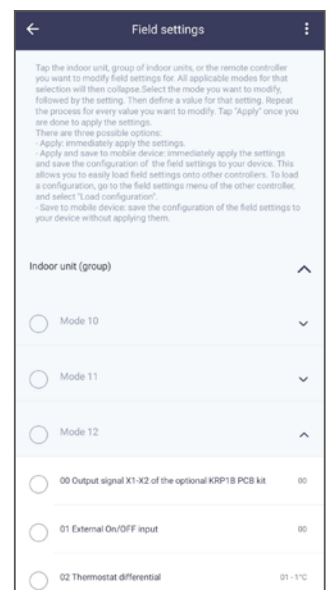 Field settings
Tap the indoor unit, group of indoor units, or the remote controller
you want to modify field settings for. All applicable modes for that
selection will then collapse.Select the mode you want to modify,
followed by the setting. Then define a value for that setting. Repeat
the process for every value you want to modify. Tap "Apply" once you
are done to apply the settings.
There are three possible options:
- Apply: immediately apply the settings.
- Apply and save to mobile device: immediately apply the settings
and save the configuration of the field settings to your device. This
allows you to easily load field settings onto other controllers. To load
a configuration, go to the field settings menu of the other controller,
and select "Load configuration".
- Save to mobile device: save the configuration of the field settings to
your device without applying them.
Indoor unit (group)
Mode 10
Mode 11
Mode 12
00 Output signal X1-X2 of the optional KRP1B PCB kit 00
01 External On/OFF input 00
02 Thermostat differential 01 - 1°C